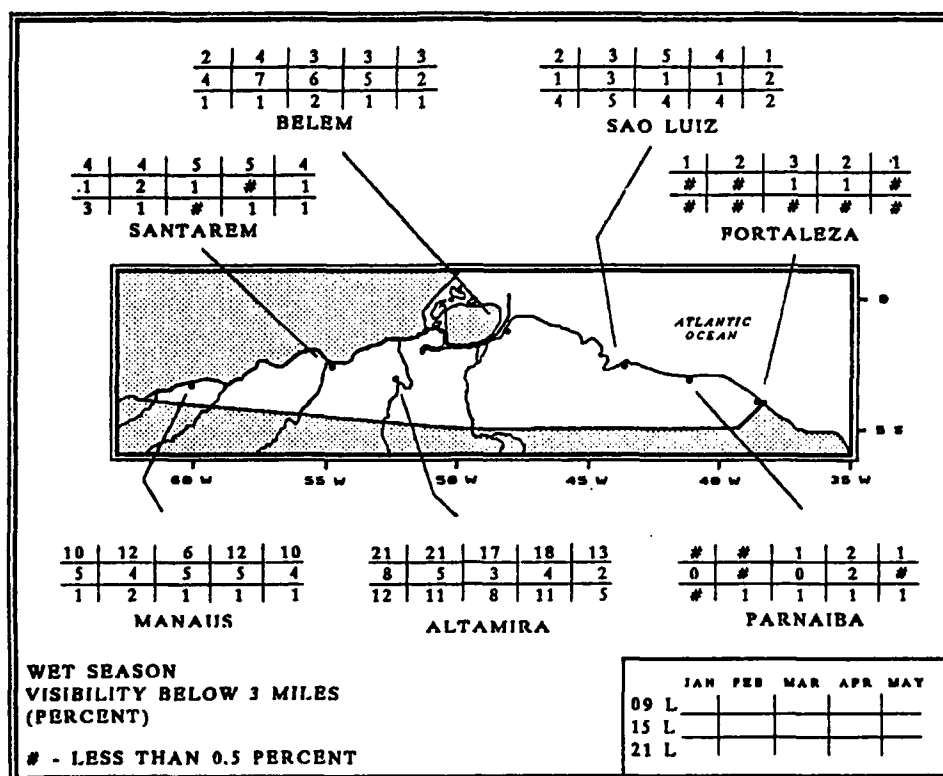 2 4 3 3 3
4 7 6 5 2
1 1 2 1 1
BELEM
2 3 5 4 1
1 3 1 1 2
4 5 4 4 2
SAO LUIZ
4 4 5 5 4
.1 2 1 # 1
3 1 # 1 1
SANTAREM
1 2 3 2 1
# # 1 1 #
# # # # #
FORTALEZA
0
ATLANTIC
OCEAN
5 S
60 W 55 W 50 W 45 W 40 W 35 W
10 12 6 12 10
5 4 5 5 4
1 2 1 1 1
MANAUS
21 21 17 18 13
8 5 3 4 2
12 11 8 11 5
ALTAMIRA
# # 1 2 1
0 # 0 2 #
# 1 1 1 1
PARNAIBA
WET SEASON
VISIBILITY BELOW 3 MILES
(PERCENT)
# - LESS THAN 0.5 PERCENT
JAN FEB MAR APR MAY
09 L
15 L
21 L